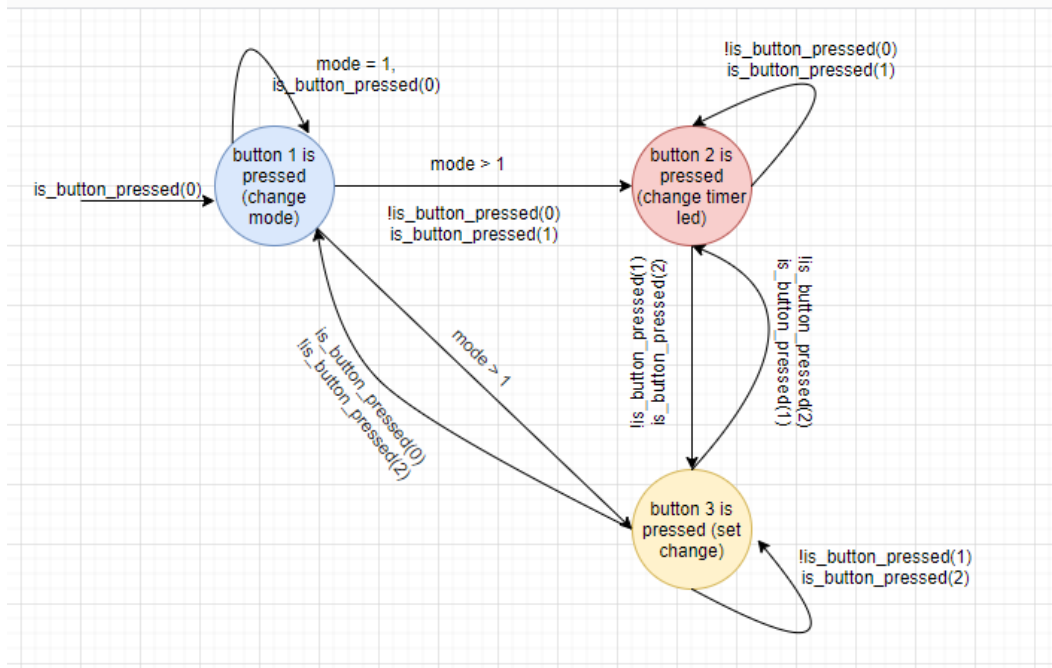 mode = 1,
is_button_pressed(0)
!is_button_pressed(0)
is_button_pressed(1)
button 1 is
pressed
(change
mode)
button 2 is
pressed
(change timer
led)
is_button_pressed(0)
mode > 1
!is_button_pressed(0)
is_button_pressed(1)
!is_button_pressed(1)
is_button_pressed(2)
!is_button_pressed(2)
is_button_pressed(1)
mode > 1
is_button_pressed(0)
!is_button_pressed(2)
button 3 is
pressed (set
change)
!is_button_pressed(1)
is_button_pressed(2)